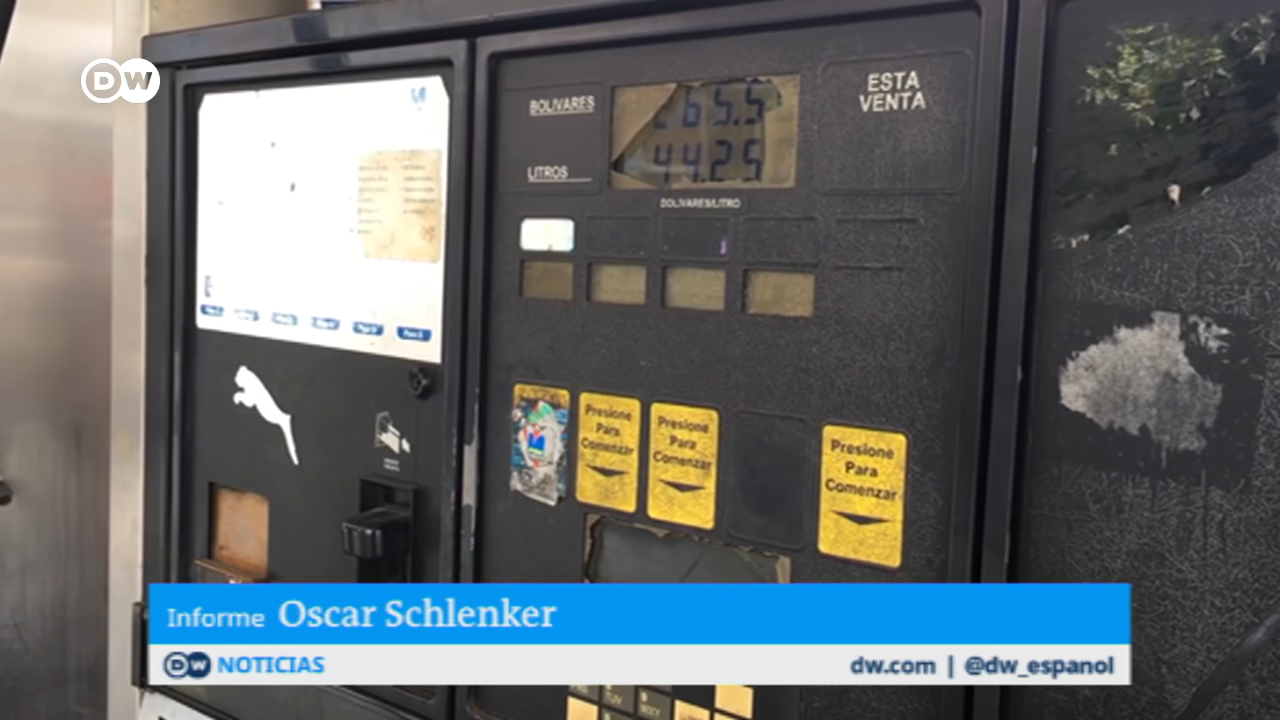 DW
BOLIVARES
265.5
ESTA
VENTA
LITROS
44.25
BOLIVARES/LITRO
Presione
Para
Comenzar
Presione
Para
Comenzar
Presione
Para
Comenzar
Informe Oscar Schlenker
DW NOTICIAS
dw.com | @dw_espanol